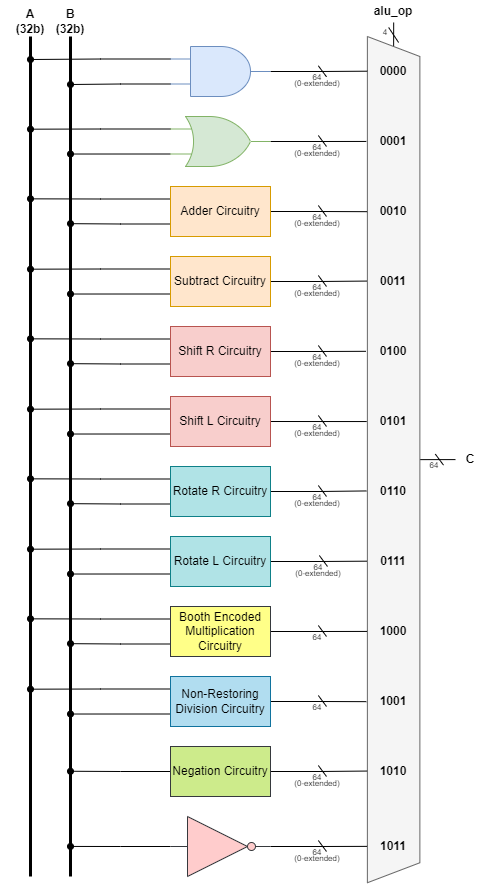 A
(32b)
B
(32b)
alu_op
4
64
(0-extended)
0000
64
(0-extended)
0001
Adder Circuitry
64
(0-extended)
0010
Subtract Circuitry
64
(0-extended)
0011
Shift R Circuitry
64
(0-extended)
0100
Shift L Circuitry
64
(0-extended)
0101
64
C
Rotate R Circuitry
64
(0-extended)
0110
Rotate L Circuitry
64
(0-extended)
0111
Booth Encoded
Multiplication
Circuitry
64
1000
Non-Restoring
Division Circuitry
64
1001
Negation Circuitry
64
(0-extended)
1010
64
(0-extended)
1011